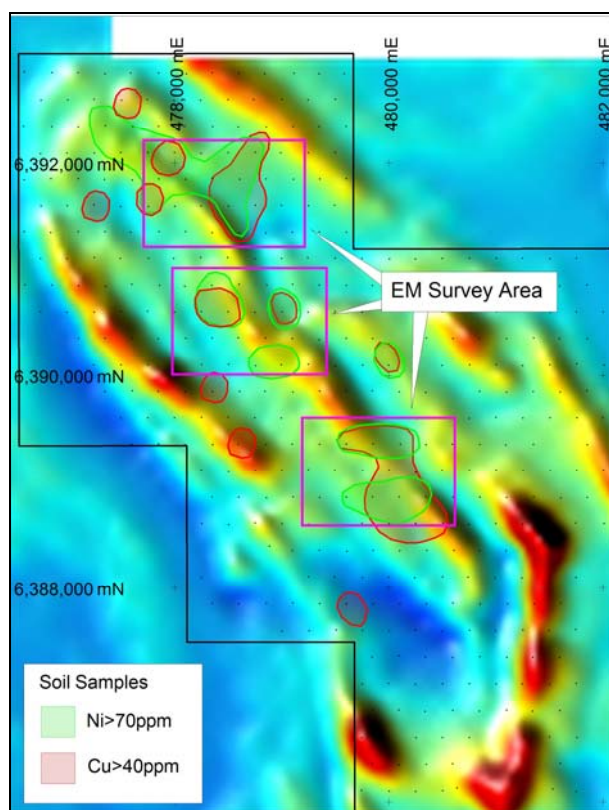 478,000 mE
480,000 mE
482,000 mE
6,392,000 mN
EM Survey Area
6,390,000 mN
6,388,000 mN
Soil Samples
Ni>70ppm
Cu>40ppm